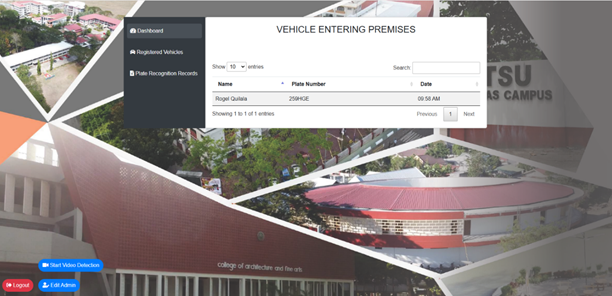 Dashboard
Registered Vehicles
Plate Recognition Records
VEHICLE ENTERING PREMISES
Show 10 entries
Search:
Name Plate Number Date
Rogel Quilala 259HGE 09:58 AM
Showing 1 to 1 of 1 entries
Previous 1 Next
TSU
AS CAMPUS
college of architecture and fine arts
Start Video Detection
Logout Edit Admin